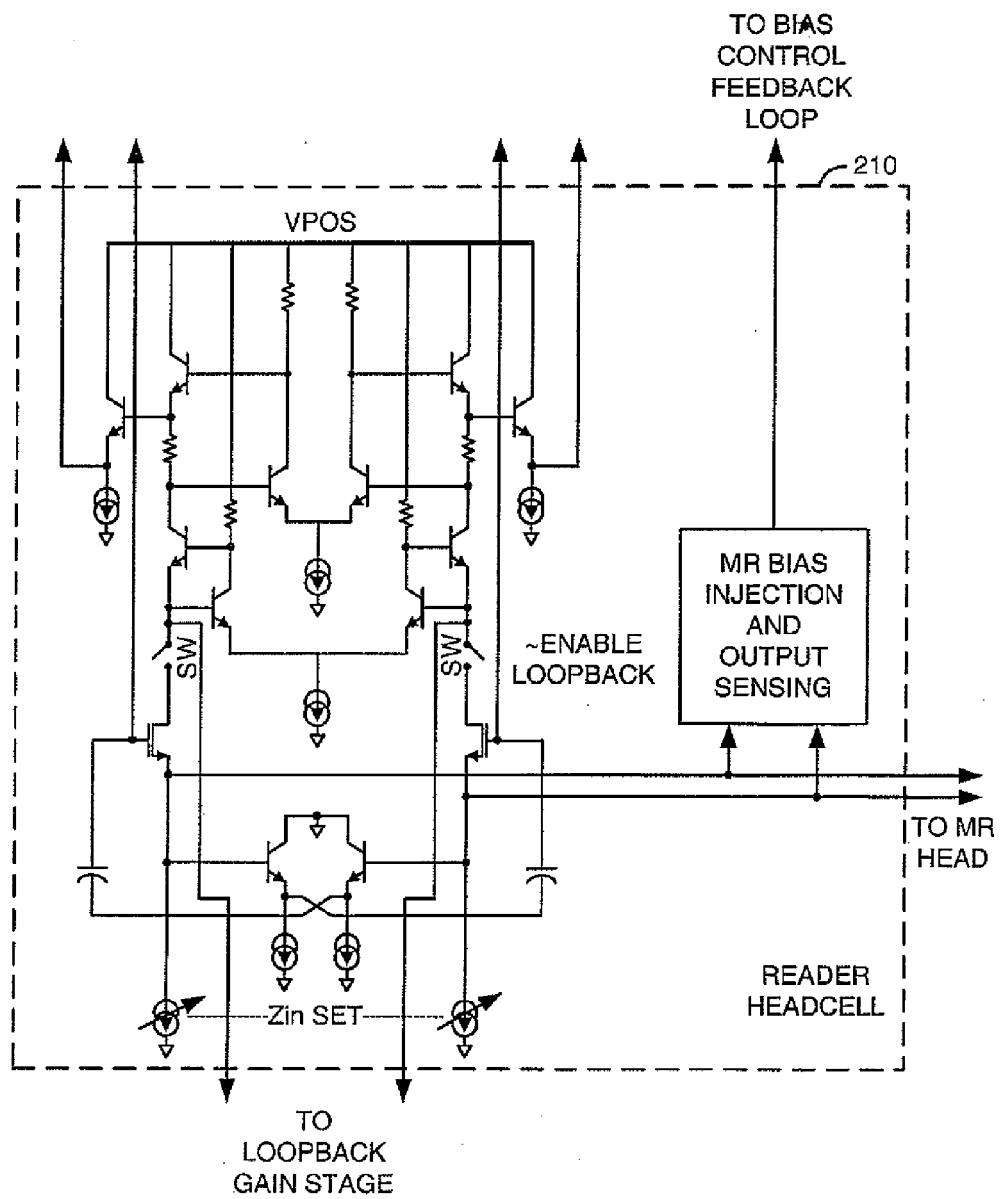 TO BIAS
CONTROL
FEEDBACK
LOOP
210
VPOS
MR BIAS
INJECTION
AND
OUTPUT
SENSING
SW
SW
~ENABLE
LOOPBACK
TO MR
HEAD
READER
HEADCELL
Zin SET
TO
LOOPBACK
GAIN STAGE